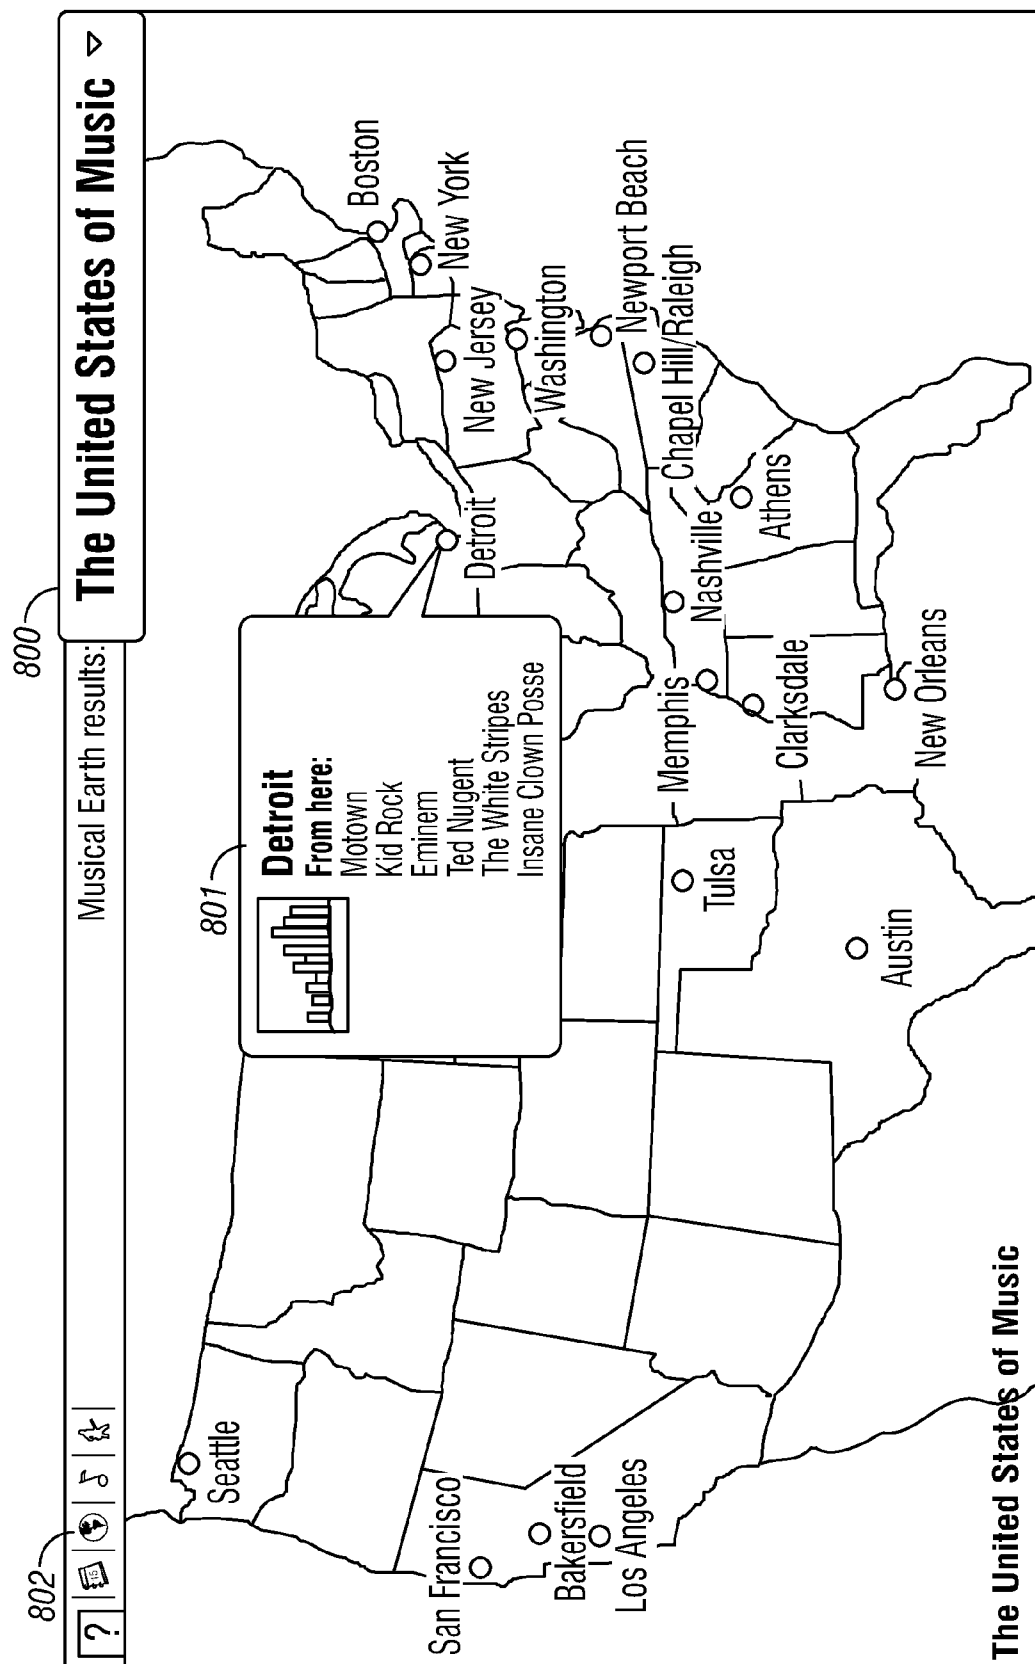 800
802
?
15
Musical Earth results:
The United States of Music
801
Detroit
From here:
Motown
Kid Rock
Eminem
Ted Nugent
The White Stripes
Insane Clown Posse
Seattle
San Francisco
Bakersfield
Los Angeles
Boston
New York
New Jersey
Washington
Newport Beach
Chapel Hill/Raleigh
Detroit
Nashville
Athens
Memphis
Clarksdale
New Orleans
Tulsa
Austin
The United States of Music